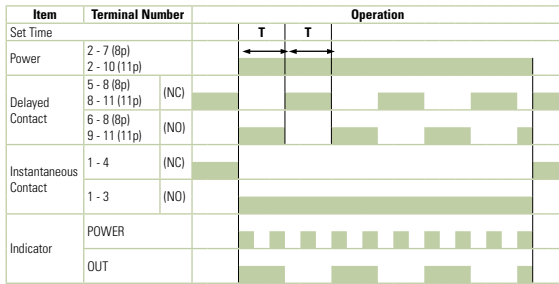 Item Terminal Number Operation
Set Time T T
Power 2 - 7 (8p)
2 - 10 (11p)
Delayed Contact 5 - 8 (8p)
8 - 11 (11p) (NC)
6 - 8 (8p)
9 - 11 (11p) (NO)
Instantaneous Contact 1 - 4 (NC)
1 - 3 (NO)
Indicator POWER
OUT